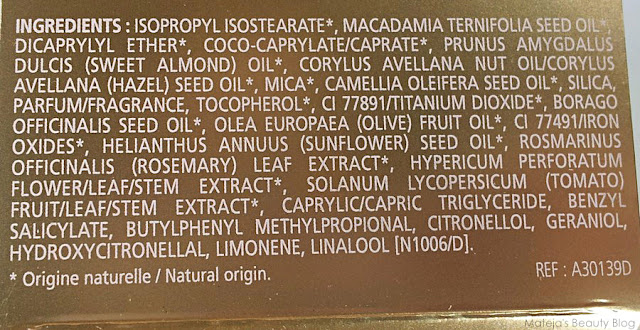 INGREDIENTS : ISOPROPYL ISOSTEARATE*, MACADAMIA TERNIFOLIA SEED OIL*,
DICAPRYLYL ETHER*, COCO-CAPRYLATE/CAPRATE*, PRUNUS AMYGDALUS
DULCIS (SWEET ALMOND) OIL*, CORYLUS AVELLANA NUT OIL/CORYLUS
AVELLANA (HAZEL) SEED OIL*, MICA*, CAMELLIA OLEIFERA SEED OIL*, SILICA,
PARFUM/FRAGRANCE, TOCOPHEROL*, CI 77891/TITANIUM DIOXIDE*, BORAGO
OFFICINALIS SEED OIL*, OLEA EUROPAEA (OLIVE) FRUIT OIL*, CI 77491/IRON
OXIDES*, HELIANTHUS ANNUUS (SUNFLOWER) SEED OIL*, ROSMARINUS
OFFICINALIS (ROSEMARY) LEAF EXTRACT*, HYPERICUM PERFORATUM
FLOWER/LEAF/STEM EXTRACT*, SOLANUM LYCOPERSICUM (TOMATO)
FRUIT/LEAF/STEM EXTRACT*, CAPRYLIC/CAPRIC TRIGLYCERIDE, BENZYL
SALICYLATE, BUTYLPHENYL METHYLPROPIONAL, CITRONELLOL, GERANIOL,
HYDROXYCITRONELLAL, LIMONENE, LINALOOL [N1006/D].
* Origine naturelle / Natural origin.
REF : A30139D
Mateja's Beauty Blog